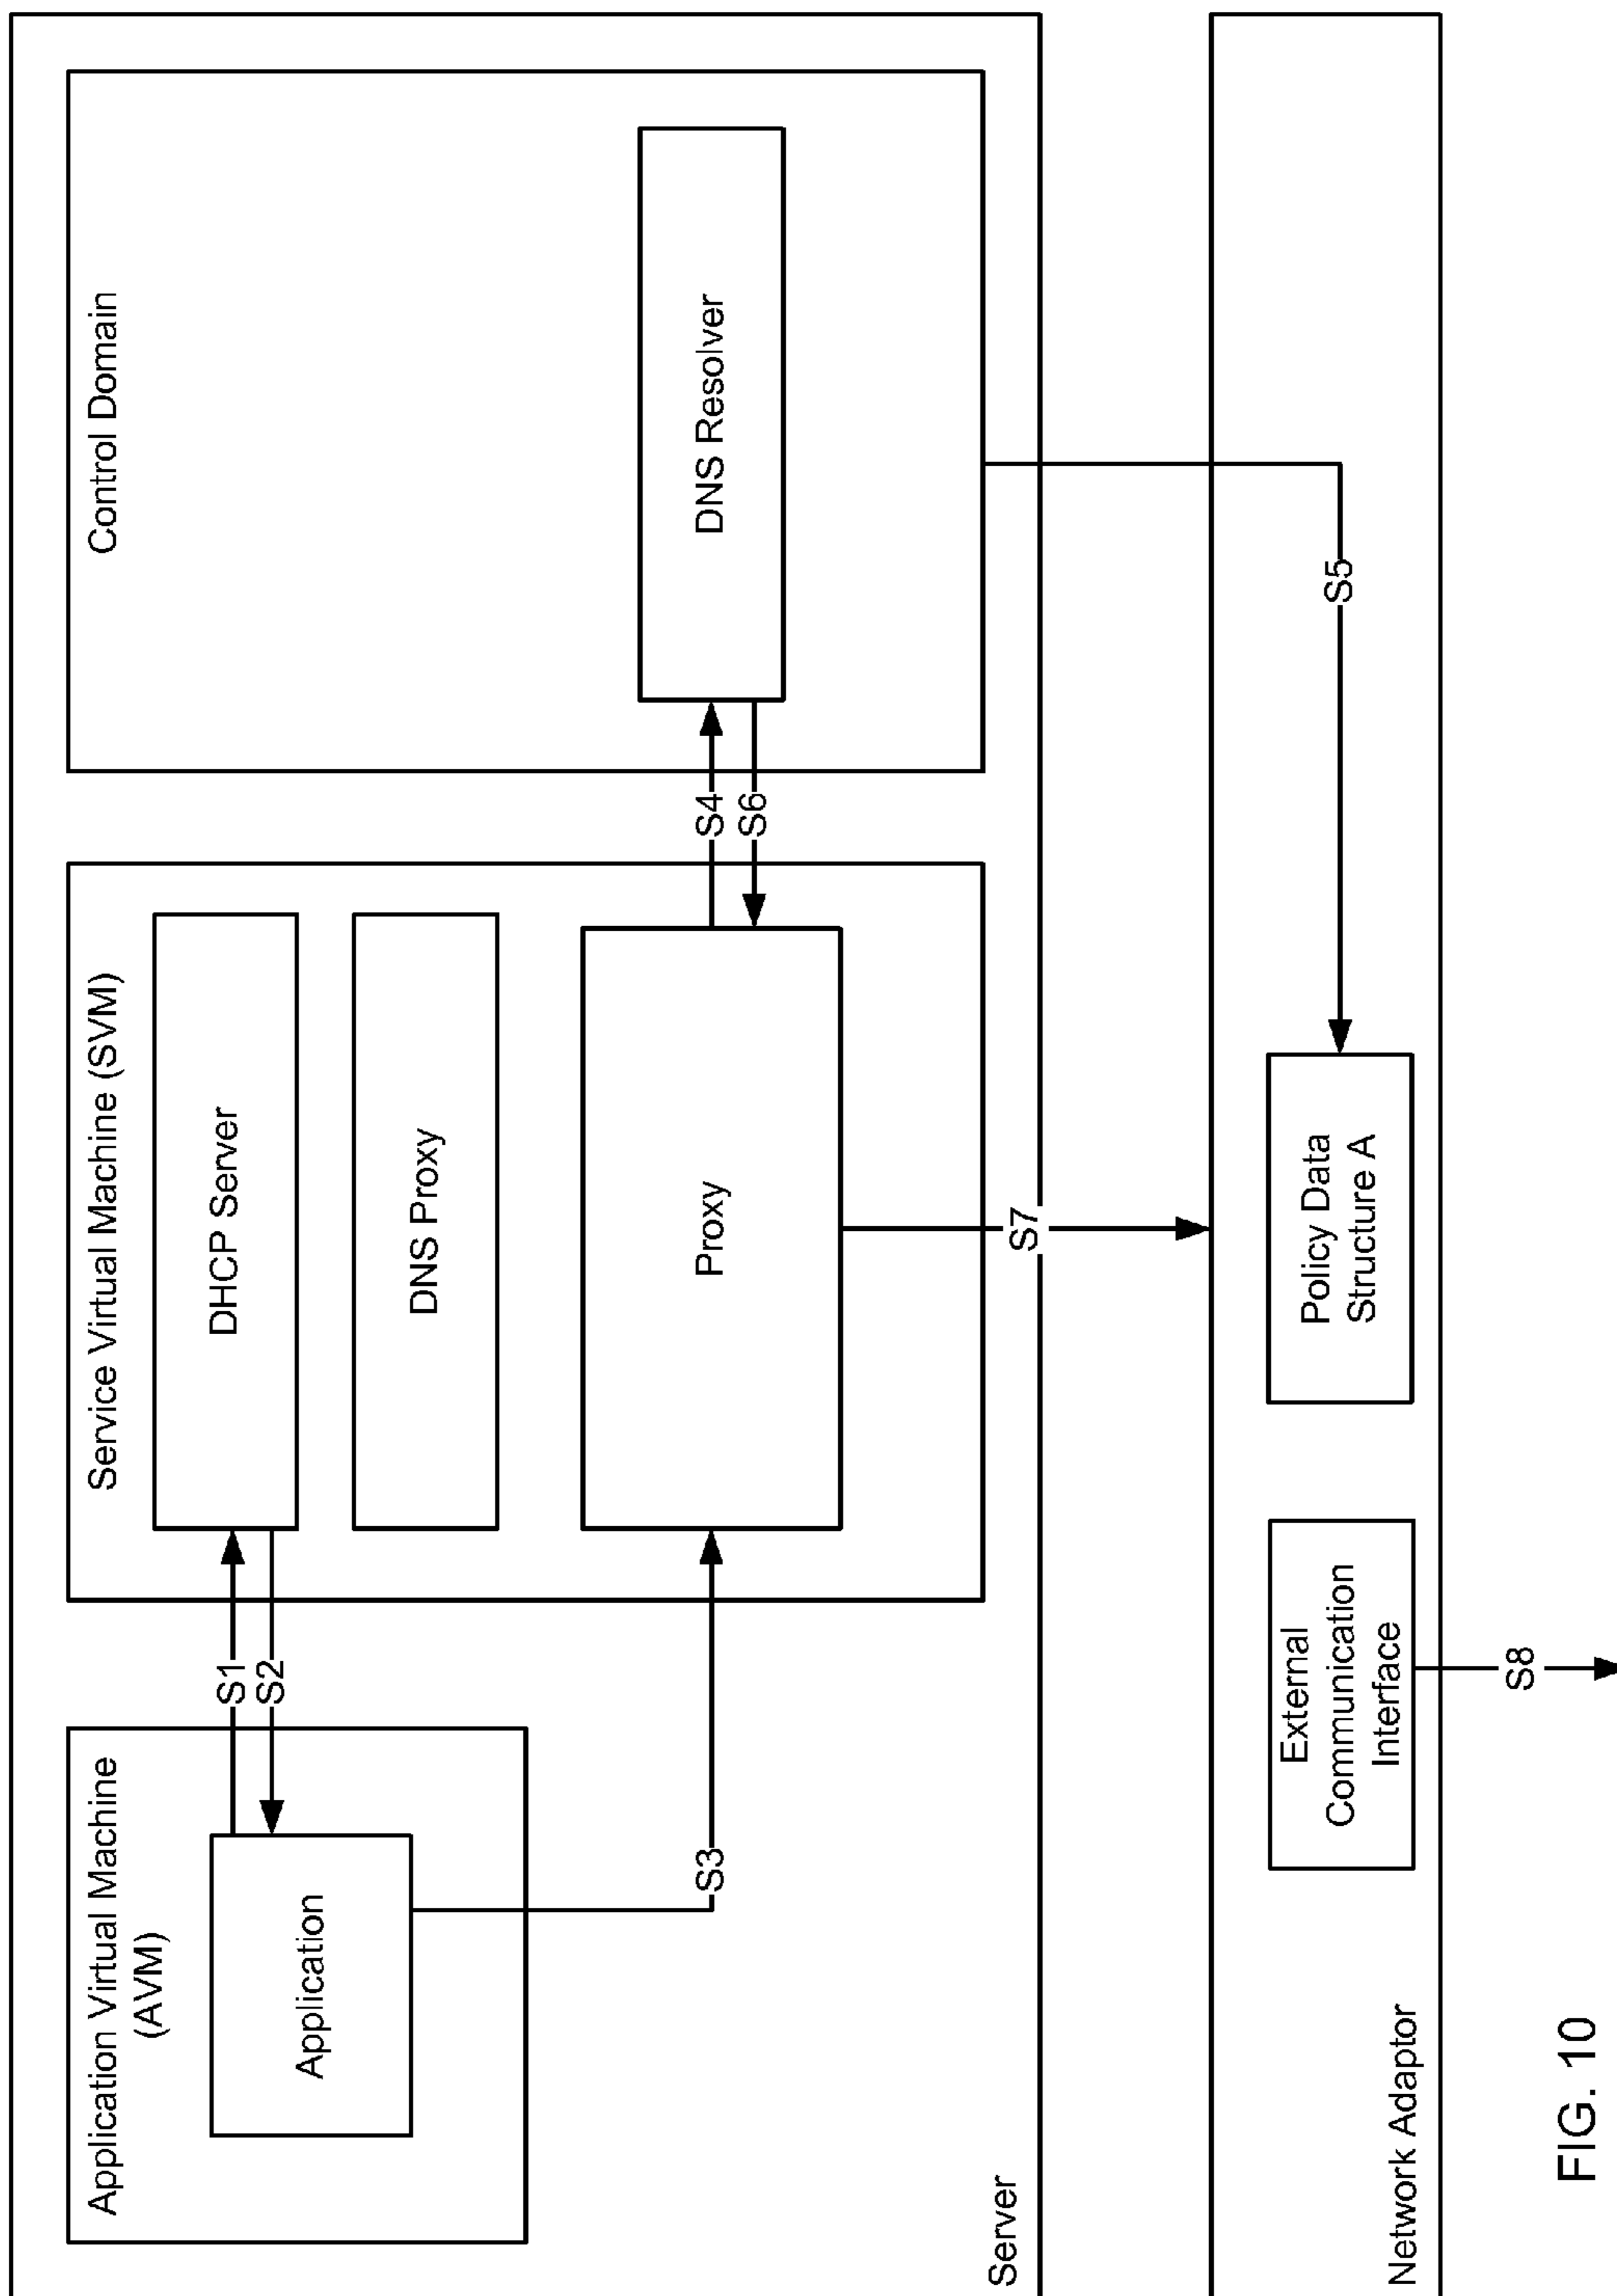 Application Virtual Machine
(AVM)
Application
S1
S2
S3
Service Virtual Machine (SVM)
DHCP Server
DNS Proxy
Proxy
S4
S6
Control Domain
DNS Resolver
Server
S7
S5
External
Communication
Interface
Policy Data
Structure A
Network Adaptor
S8
FIG. 10